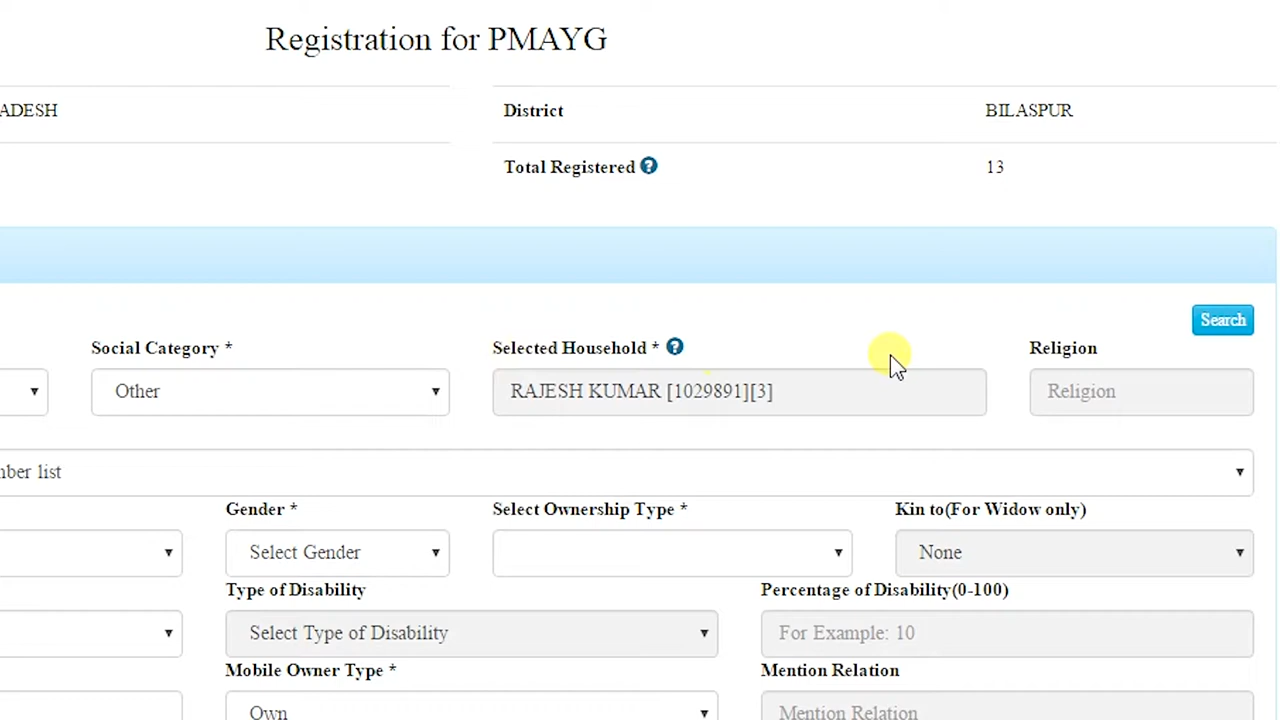 Registration for PMAYG
ADESH District BILASPUR
Total Registered 13
Search
Social Category * Selected Household * Religion
Other RAJESH KUMAR [1029891][3] Religion
list
Gender * Select Ownership Type * Kin to(For Widow only)
Select Gender None
Type of Disability Percentage of Disability(0-100)
Select Type of Disability For Example: 10
Mobile Owner Type * Mention Relation
Own Mention Relation